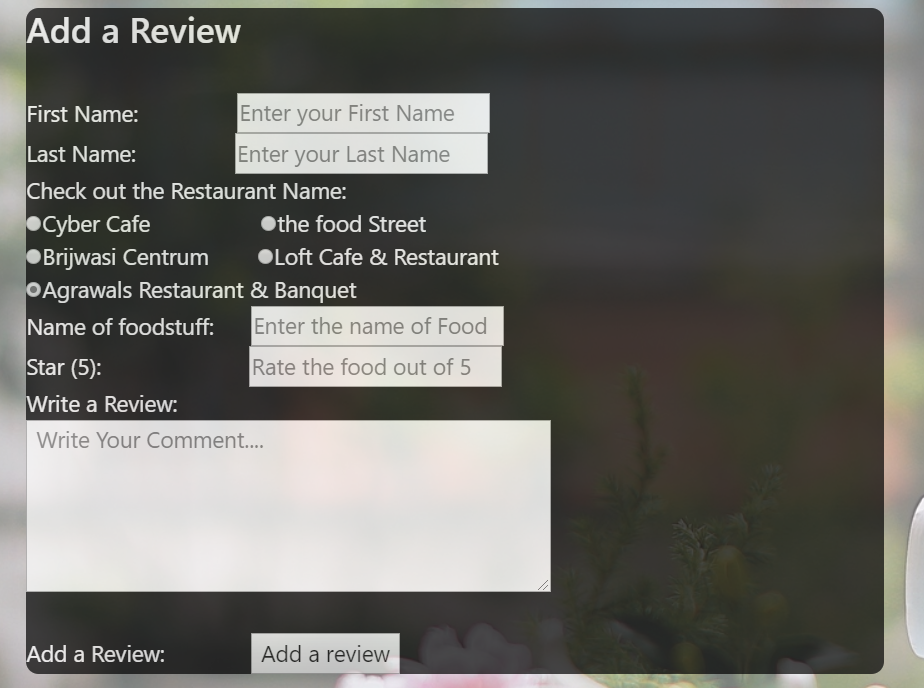 Add a Review
First Name: Enter your First Name
Last Name: Enter your Last Name
Check out the Restaurant Name:
Cyber Cafe the food Street
Brijwasi Centrum Loft Cafe & Restaurant
Agrawals Restaurant & Banquet
Name of foodstuff: Enter the name of Food
Star (5): Rate the food out of 5
Write a Review:
Write Your Comment....
Add a Review: Add a review